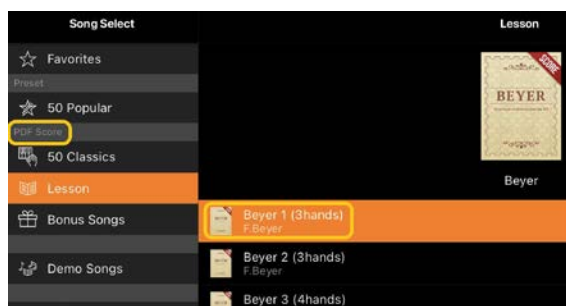 Song Select
Lesson
Favorites
Preset
50 Popular
PDF Score
50 Classics
Lesson
Bonus Songs
Demo Songs
SCORE
BEYER
Beyer
Beyer 1 (3hands)
F.Beyer
Beyer 2 (3hands)
F.Beyer
Beyer 3 (4hands)